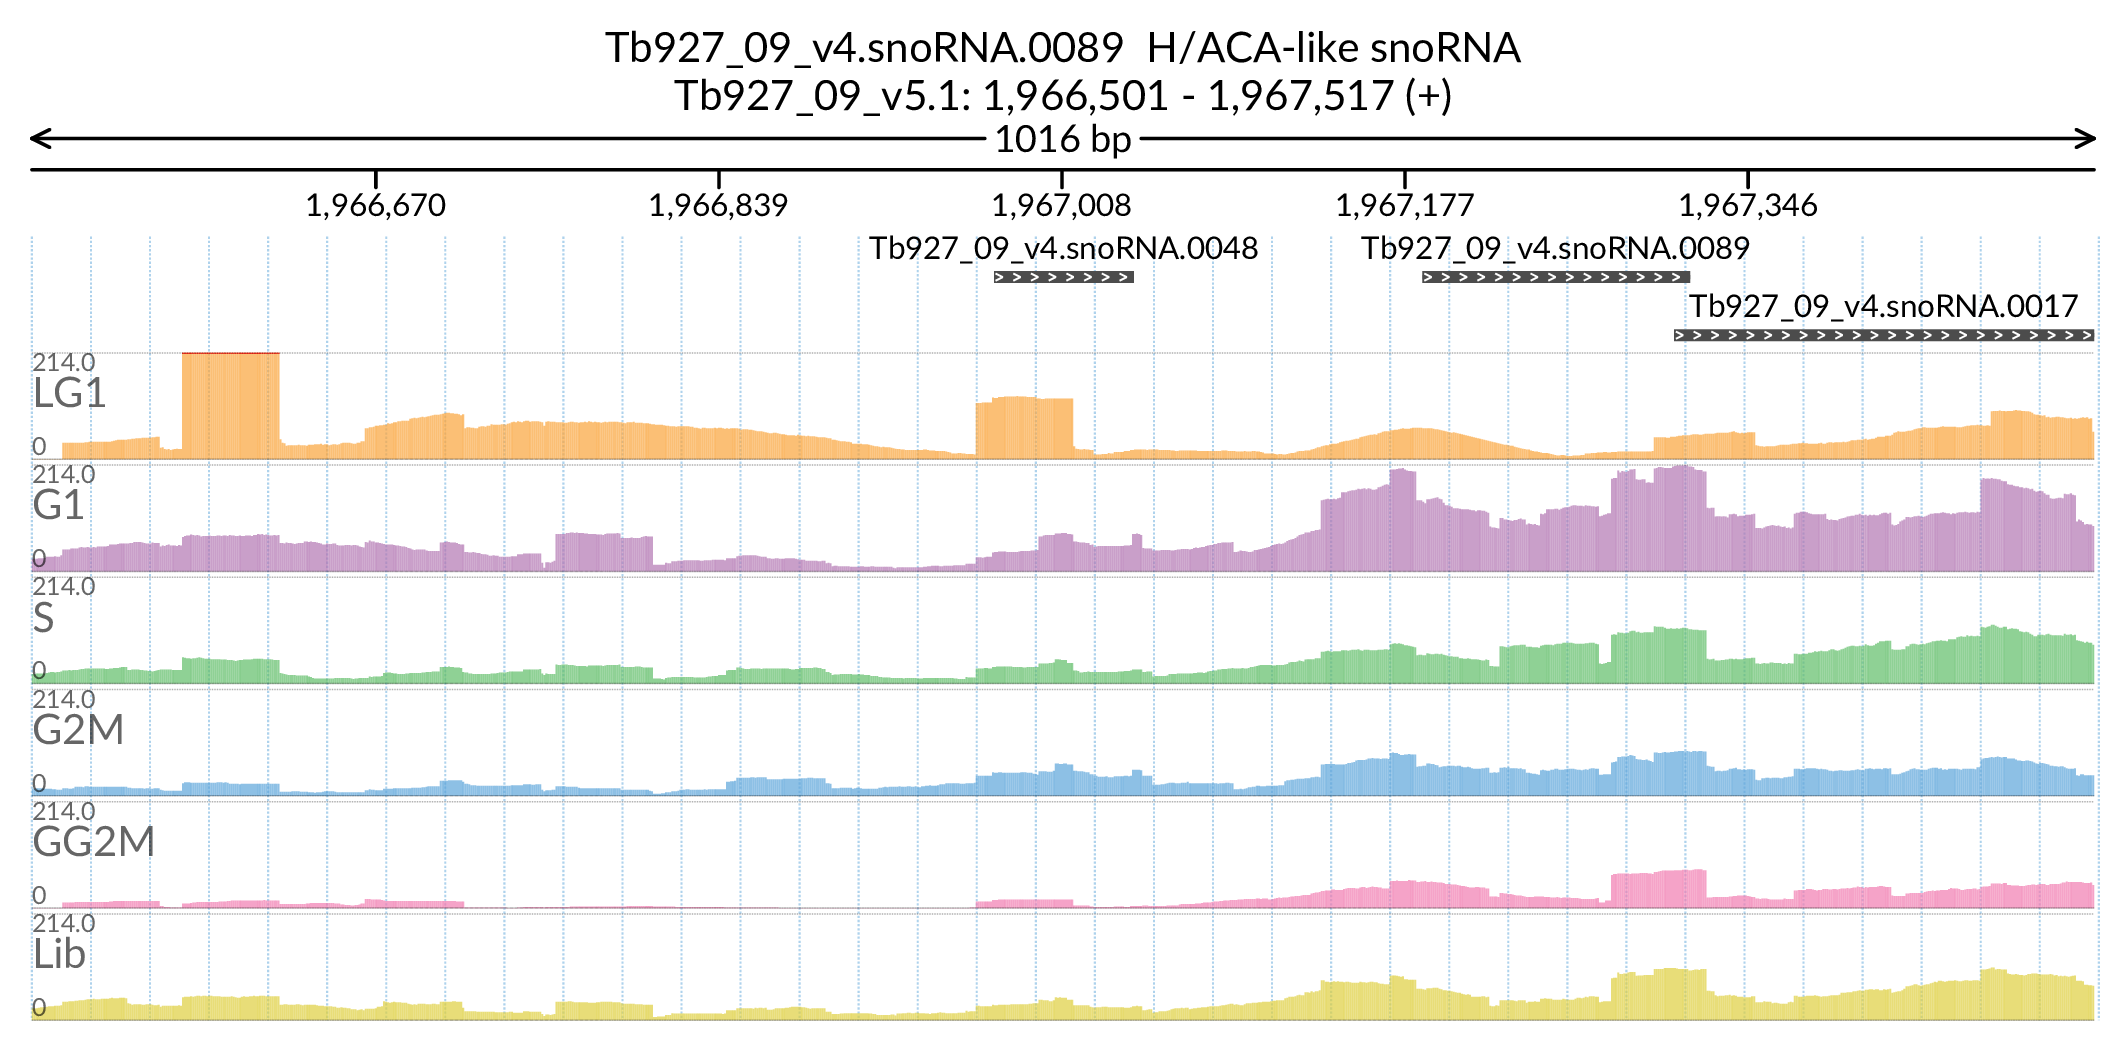 Tb927_09_v4.snoRNA.0089 H/ACA-like snoRNA
Tb927_09_v5.1: 1,966,501 - 1,967,517 (+)
1016 bp
1,966,670 1,966,839 1,967,008 1,967,177 1,967,346
Tb927_09_v4.snoRNA.0048 Tb927_09_v4.snoRNA.0089
Tb927_09_v4.snoRNA.0017
214.0
LG1
0
214.0
G1
0
214.0
S
0
214.0
G2M
0
214.0
GG2M
0
214.0
Lib
0